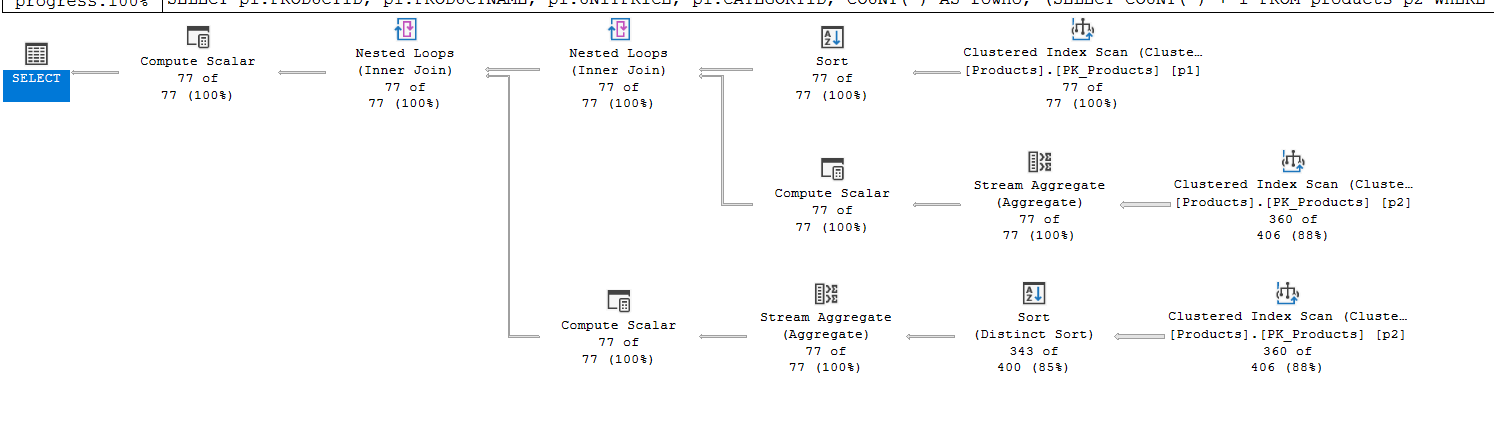 progress:100% SELECT p1.PRODUCTID, p1.PRODUCTNAME, p1.UNITPRICE, p1.CATEGORYID, COUNT(*) AS rowno, (SELECT COUNT(*) + 1 FROM products p2 WHERE
SELECT
Compute Scalar
77 of
77 (100%)
Nested Loops
(Inner Join)
77 of
77 (100%)
Nested Loops
(Inner Join)
77 of
77 (100%)
Sort
77 of
77 (100%)
Clustered Index Scan (Cluste…
[Products].[PK_Products] [p1]
77 of
77 (100%)
Compute Scalar
77 of
77 (100%)
Stream Aggregate
(Aggregate)
77 of
77 (100%)
Clustered Index Scan (Cluste…
[Products].[PK_Products] [p2]
360 of
406 (88%)
Compute Scalar
77 of
77 (100%)
Stream Aggregate
(Aggregate)
77 of
77 (100%)
Sort
(Distinct Sort)
343 of
400 (85%)
Clustered Index Scan (Cluste…
[Products].[PK_Products] [p2]
360 of
406 (88%)